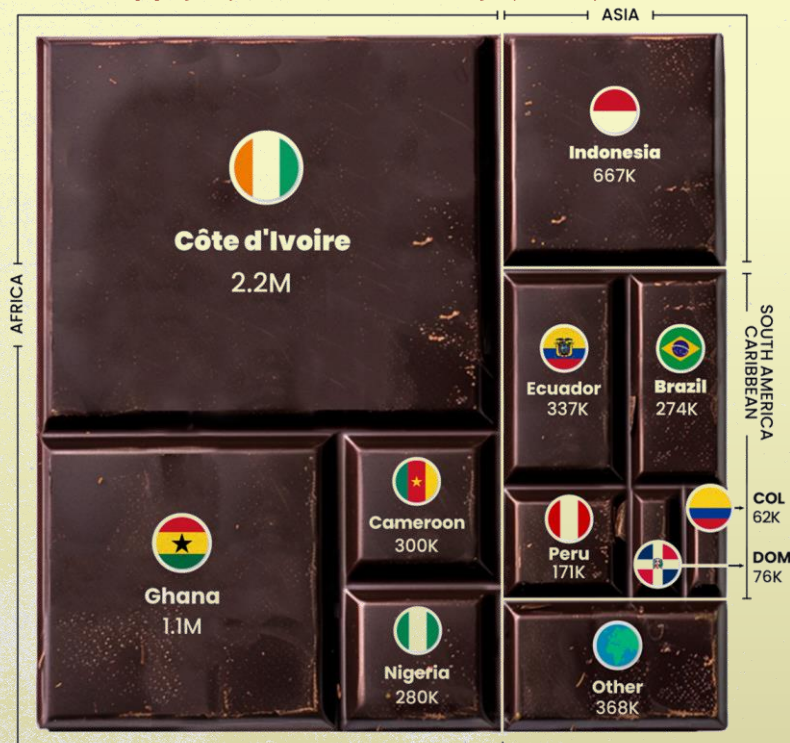 ASIA
AFRICA
Côte d'Ivoire
2.2M
Indonesia
667K
SOUTH AMERICA
CARIBBEAN
Ecuador
337K
Brazil
274K
Ghana
1.1M
Cameroon
300K
Nigeria
280K
Peru
171K
COL
62K
DOM
76K
Other
368K